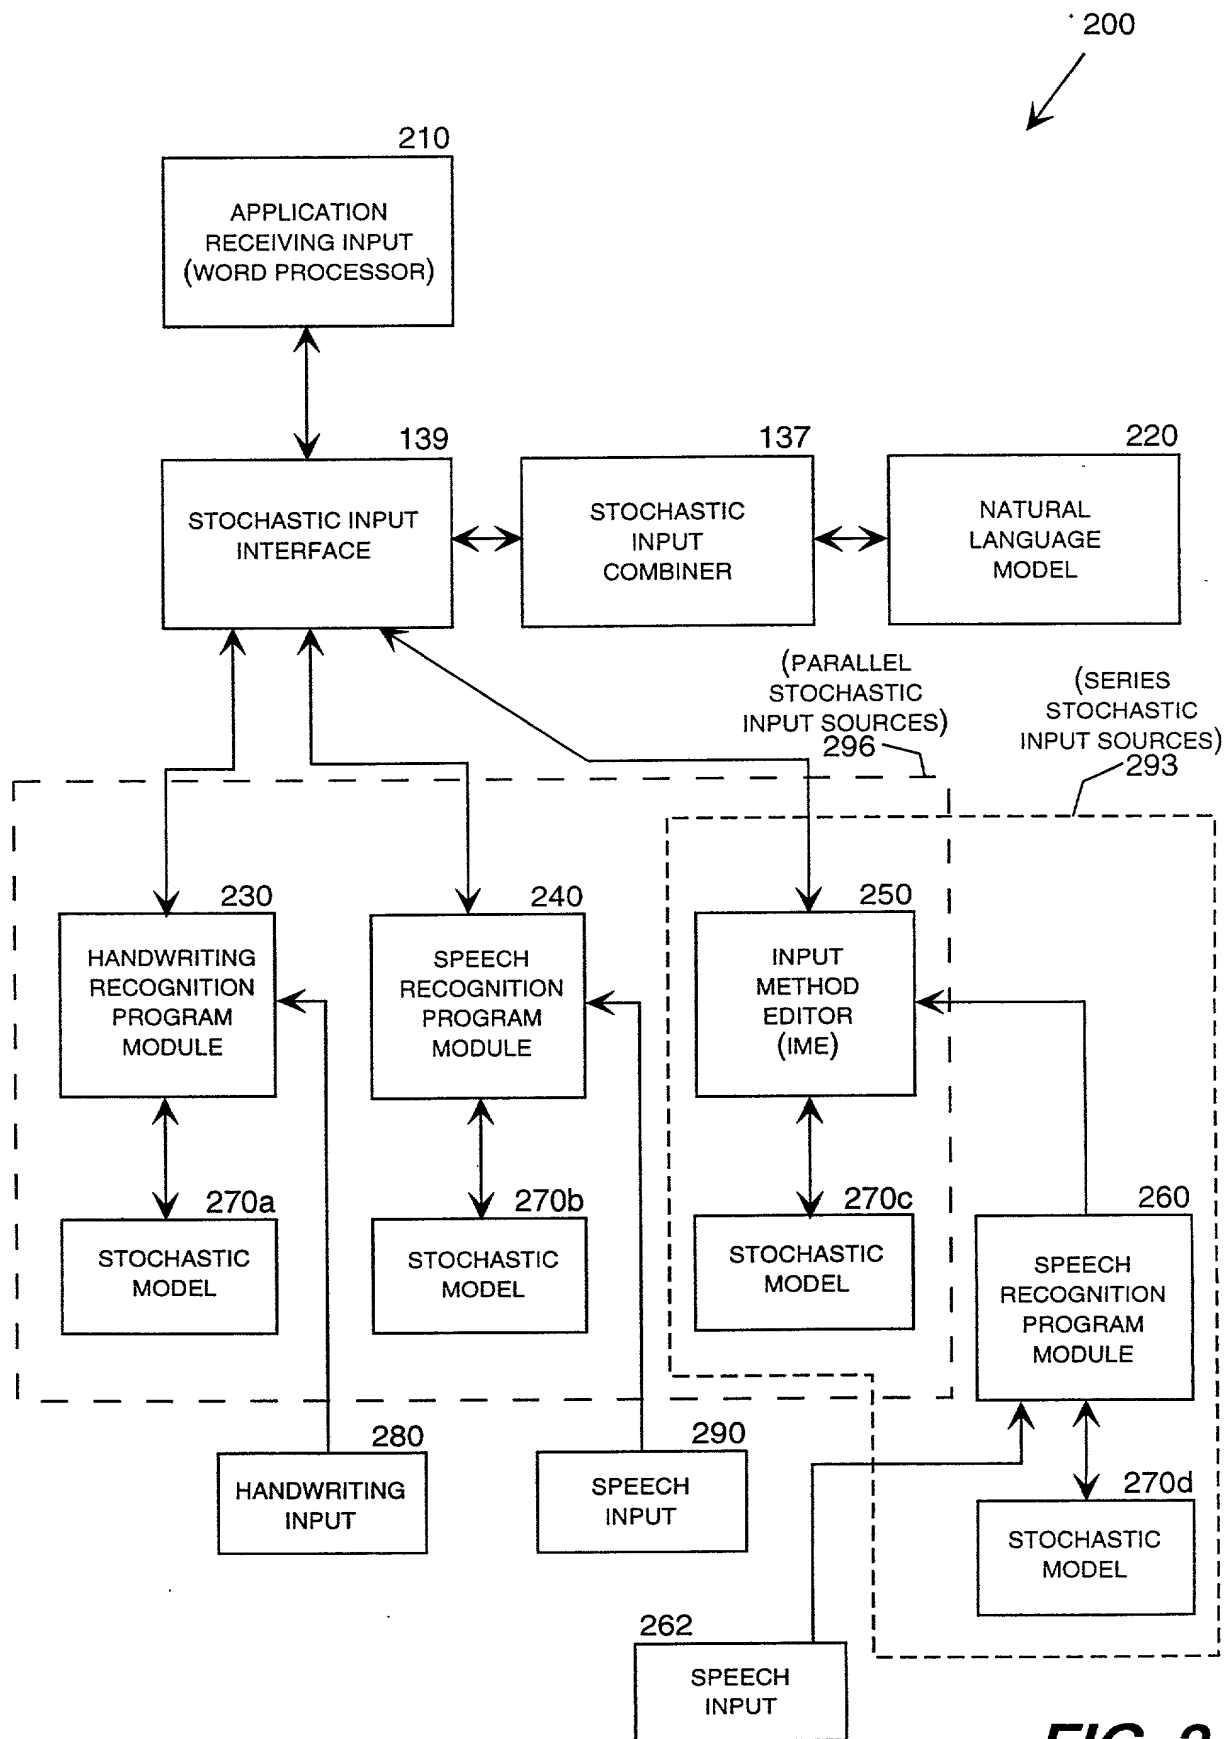 200
210
APPLICATION
RECEIVING INPUT
(WORD PROCESSOR)
139
STOCHASTIC INPUT
INTERFACE
137
STOCHASTIC
INPUT
COMBINER
220
NATURAL
LANGUAGE
MODEL
(PARALLEL
STOCHASTIC
INPUT SOURCES)
296
(SERIES
STOCHASTIC
INPUT SOURCES)
293
230
HANDWRITING
RECOGNITION
PROGRAM
MODULE
240
SPEECH
RECOGNITION
PROGRAM
MODULE
250
INPUT
METHOD
EDITOR
(IME)
270a
STOCHASTIC
MODEL
270b
STOCHASTIC
MODEL
270c
STOCHASTIC
MODEL
260
SPEECH
RECOGNITION
PROGRAM
MODULE
280
HANDWRITING
INPUT
290
SPEECH
INPUT
270d
STOCHASTIC
MODEL
262
SPEECH
INPUT
FIG.